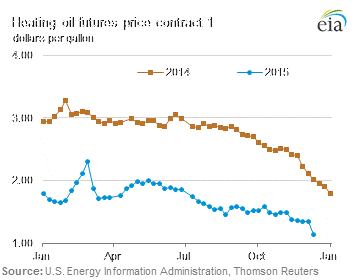 Heating oil futures price contract 1
dollars per gallon
eia
4.00
2014
2015
3.00
2.00
1.00
Jan
Apr
Jul
Oct
Jan
Source: U.S. Energy Information Administration, Thomson Reuters